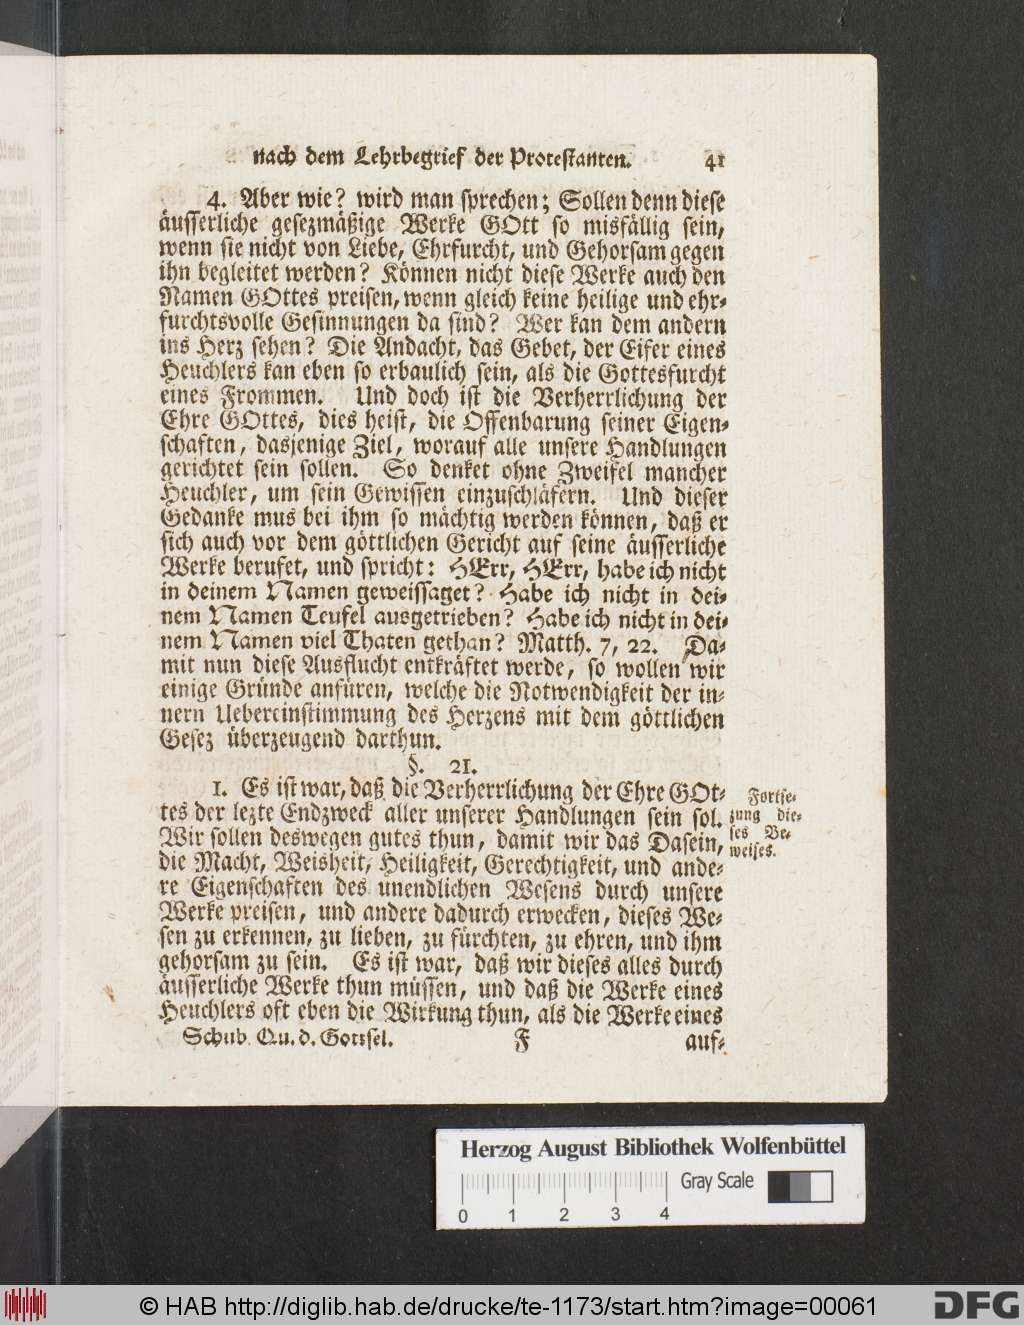 nach dem Lehrbegrief der Protestanten. 41
4. Aber wie? wird man sprechen; Sollen denn diese
äusserliche gesezmäßige Werke GOtt so misfällig sein,
wenn sie nicht von Liebe, Ehrfurcht, und Gehorsam gegen
ihn begleitet werden? Können nicht diese Werke auch den
Namen GOttes preisen, wenn gleich keine heilige und ehr-
furchtsvolle Gesinnungen da sind? Wer kan dem andern
ins Herz sehen? Die Andacht, das Gebet, der Eifer eines
Heuchlers kan eben so erbaulich sein, als die Gottesfurcht
eines Frommen. Und doch ist die Verherrlichung der
Ehre GOttes, dies heist, die Offenbarung seiner Eigen-
schaften, dasjenige Ziel, worauf alle unsere Handlungen
gerichtet sein sollen. So denket ohne Zweifel mancher
Heuchler, um sein Gewissen einzuschläfern. Und dieser
Gedanke mus bei ihm so mächtig werden können, daß er
sich auch vor dem göttlichen Gericht auf seine äusserliche
Werke berufet, und spricht: HErr, HErr, habe ich nicht
in deinem Namen geweissaget? Habe ich nicht in dei-
nem Namen Teufel ausgetrieben? Habe ich nicht in dei-
nem Namen viel Thaten gethan? Matth. 7, 22. Da-
mit nun diese Ausflucht entkräftet werde, so wollen wir
einige Gründe anfüren, welche die Notwendigkeit der in-
nern Uebereinstimmung des Herzens mit dem göttlichen
Gesez überzeugend darthun.
§. 21.
1. Es ist war, daß die Verherrlichung der Ehre GOt-
tes der lezte Endzweck aller unserer Handlungen sein sol.
Wir sollen deswegen gutes thun, damit wir das Dasein,
die Macht, Weisheit, Heiligkeit, Gerechtigkeit, und ande-
re Eigenschaften des unendlichen Wesens durch unsere
Werke preisen, und andere dadurch erwecken, dieses We-
sen zu erkennen, zu lieben, zu fürchten, zu ehren, und ihm
gehorsam zu sein. Es ist war, daß wir dieses alles durch
äusserliche Werke thun müssen, und daß die Werke eines
Heuchlers oft eben die Wirkung thun, als die Werke eines
Fortse-
zung die-
ses Be-
weises.
Schub. Qu. d. Gottsel. F auf-
Herzog August Bibliothek Wolfenbüttel
Gray Scale
0 1 2 3 4
© HAB http://diglib.hab.de/drucke/te-1173/start.htm?image=00061
DFG